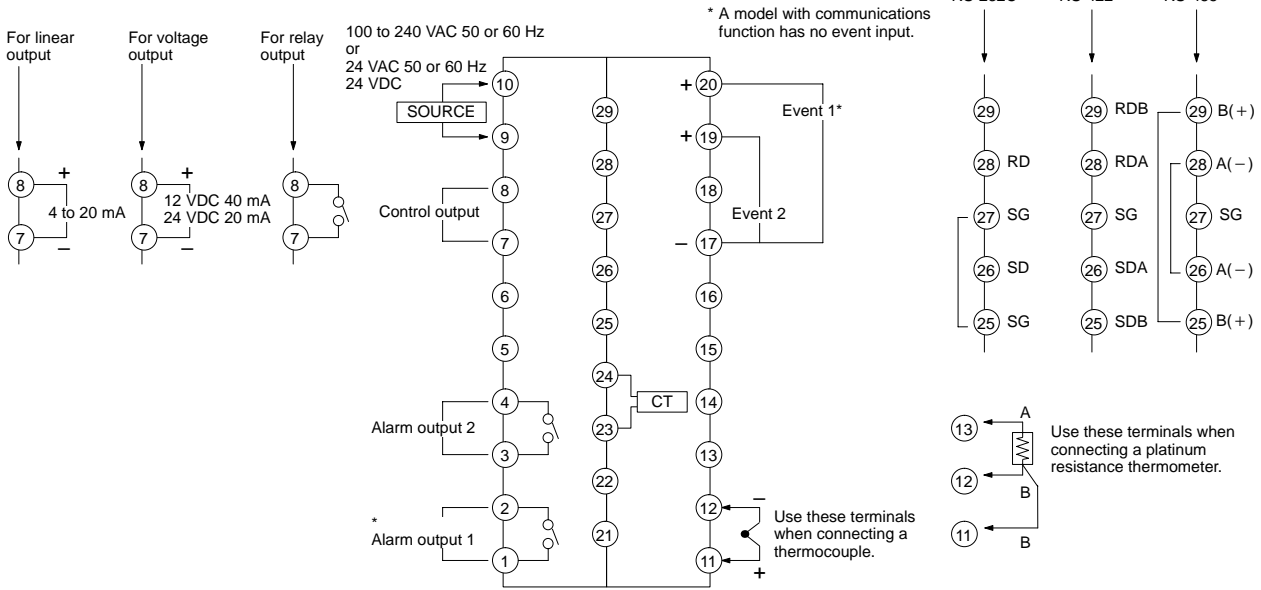 * A model with communications
function has no event input.
For linear
output
For voltage
output
For relay
output
100 to 240 VAC 50 or 60 Hz
or
24 VAC 50 or 60 Hz
24 VDC
SOURCE
8
+
4 to 20 mA
7
−
8
+
12 VDC 40 mA
24 VDC 20 mA
7
−
8
7
10
9
8
Control output
7
6
5
4
Alarm output 2
3
2
*
Alarm output 1
1
29
28
27
26
25
24
CT
23
22
21
+ 20
Event 1*
+ 19
18
Event 2
− 17
16
15
14
13
12 −
11 +
Use these terminals
when connecting a
thermocouple.
29
28 RD
27 SG
26 SD
25 SG
29 RDB
28 RDA
27 SG
26 SDA
25 SDB
29 B(+)
28 A(−)
27 SG
26 A(−)
25 B(+)
13 A
12 B
11 B
Use these terminals when
connecting a platinum
resistance thermometer.